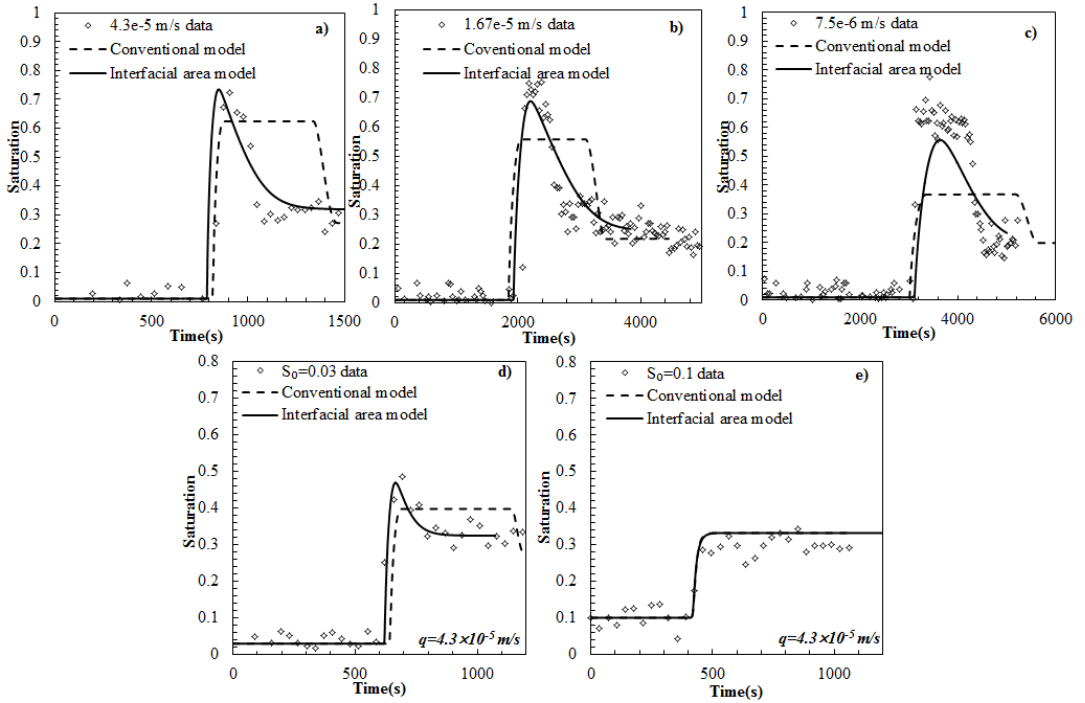 4.3e-5 m/s data
a)
Conventional model
Interfacial area model
Saturation
1
0.9
0.8
0.7
0.6
0.5
0.4
0.3
0.2
0.1
0
0 500 1000 1500
Time(s)
1.67e-5 m/s data
b)
Coventional model
Interfacial area model
Saturation
1
0.9
0.8
0.7
0.6
0.5
0.4
0.3
0.2
0.1
0
0 2000 4000
Time(s)
7.5e-6 m/s data
c)
Conventional model
Interfacial area model
Saturation
1
0.9
0.8
0.7
0.6
0.5
0.4
0.3
0.2
0.1
0
0 2000 4000 6000
Time(s)
S₀=0.03 data
d)
Conventional model
Interfacial area model
Saturation
0.8
0.7
0.6
0.5
0.4
0.3
0.2
0.1
0
q=4.3×10⁻⁵ m/s
0 500 1000
Time(s)
S₀=0.1 data
e)
Conventional model
Interfacial area model
Saturation
0.8
0.7
0.6
0.5
0.4
0.3
0.2
0.1
0
q=4.3×10⁻⁵ m/s
0 500 1000
Time(s)